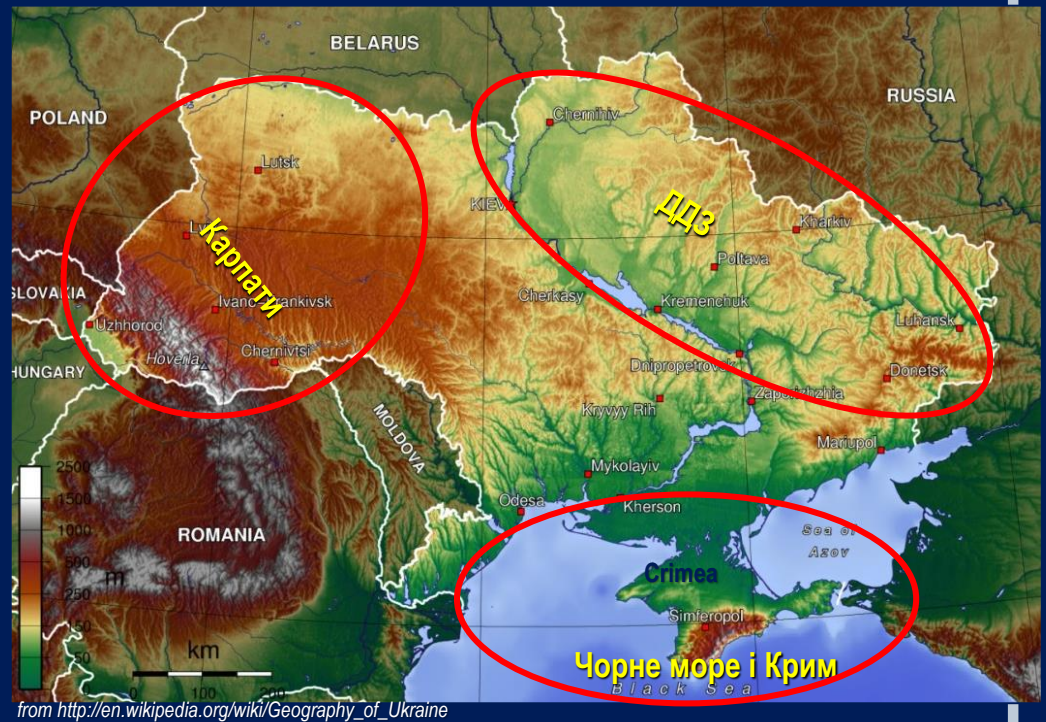 BELARUS
POLAND
RUSSIA
Chernihiv
Lutsk
KIEV
ДДЗ
Kharkiv
Карпати
Poltava
SLOVAKIA
Ivano-Frankivsk
Cherkasy
Kremenchuk
Uzhhorod
Luhansk
Hoverla
Chernivtsi
HUNGARY
Dnipropetrovsk
Donetsk
Zaporizhzhia
Kryvyy Rih
MOLDOVA
Mariupol
Mykolayiv
2500
1500
1000
500
250
150
50
0
m
Odesa
Kherson
ROMANIA
Sea of
Azov
Crimea
Simferopol
km
0 100 200
Чорне море і Крим
Black Sea
from http://en.wikipedia.org/wiki/Geography_of_Ukraine